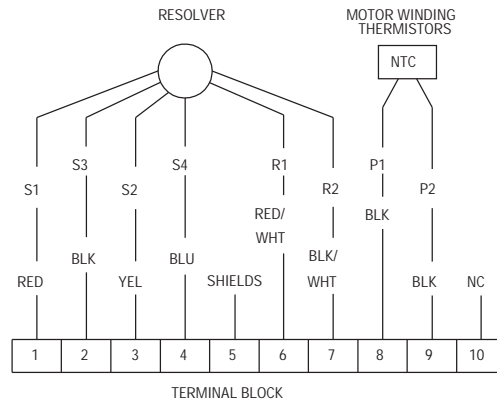 RESOLVER
MOTOR WINDING
THERMISTORS
NTC
S3
S4
R1
P1
S1
S2
R2
P2
RED/
WHT
BLK
BLK
BLU
BLK/
WHT
RED
YEL
SHIELDS
BLK
NC
1 2 3 4 5 6 7 8 9 10
TERMINAL BLOCK